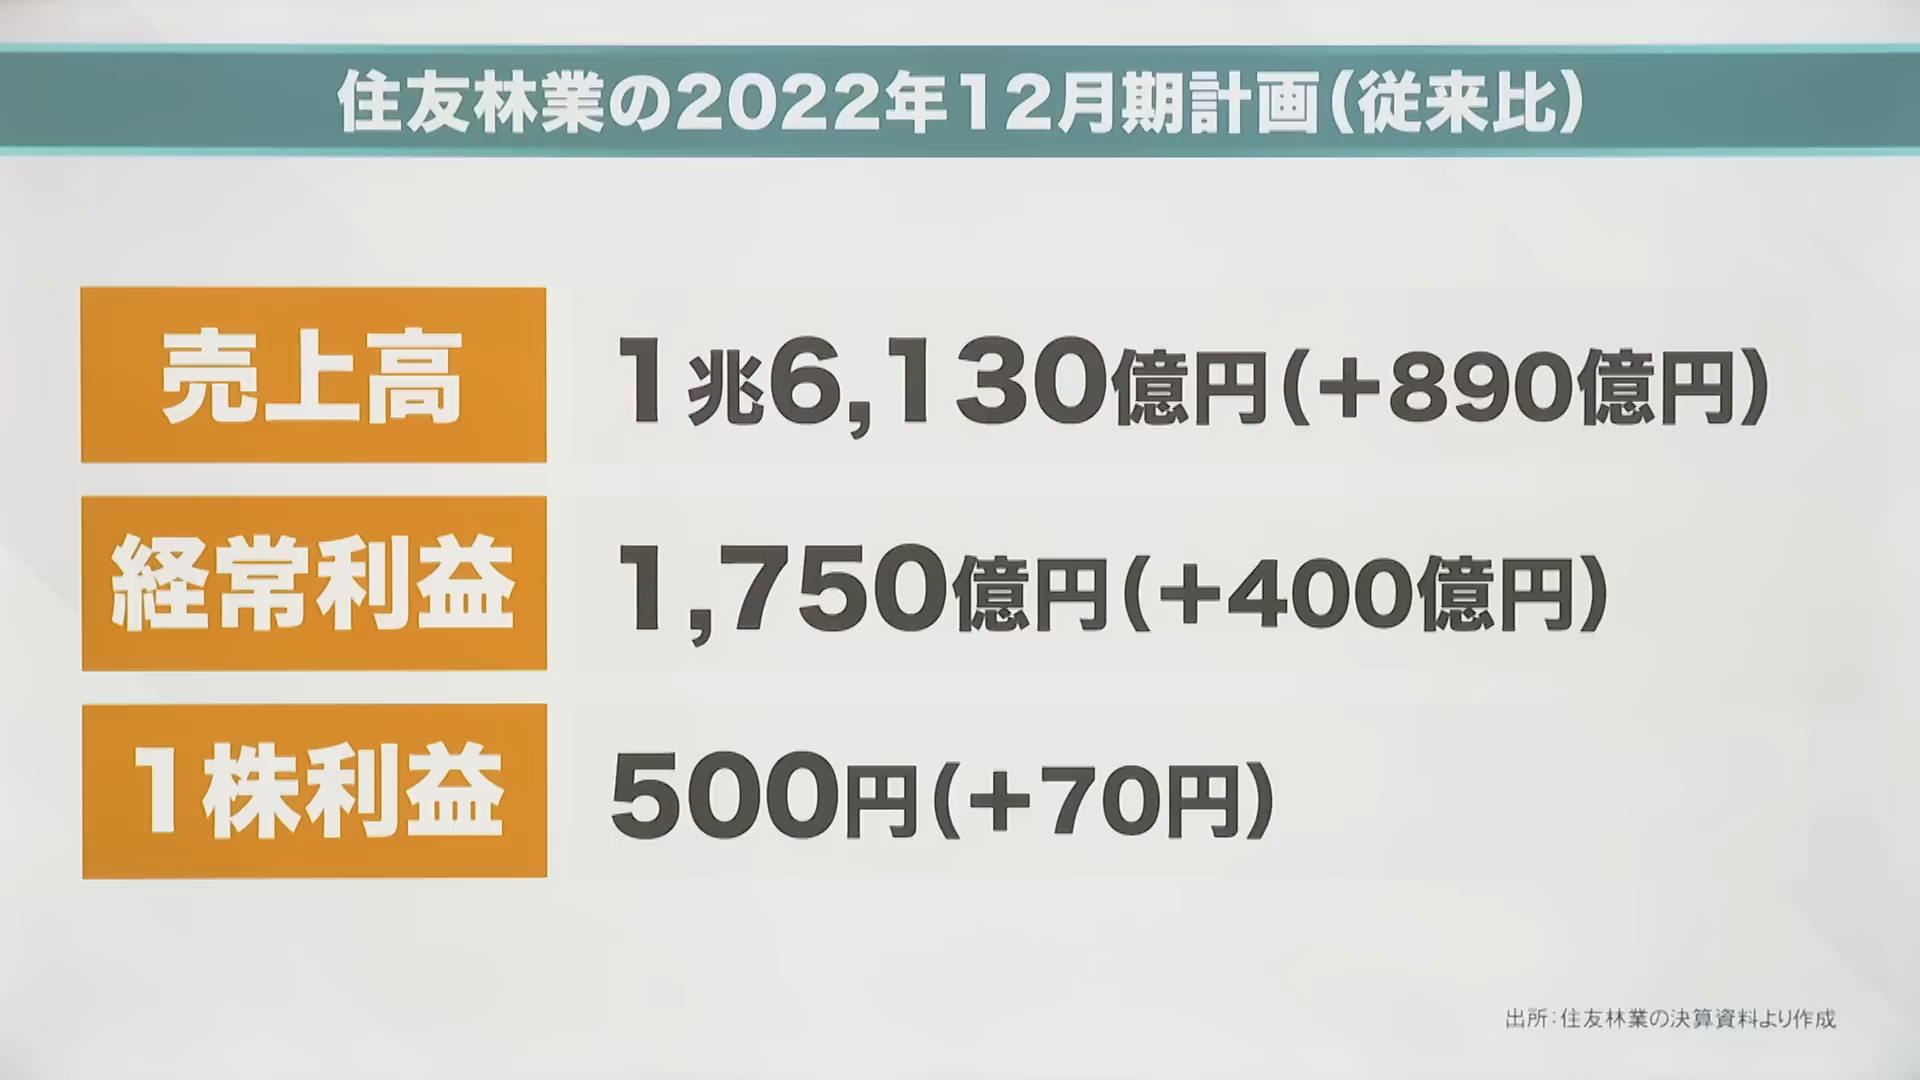 住友林業の2022年12月期計画(従来比)
売上高
1兆6,130億円(+890億円)
経常利益
1,750億円(+400億円)
1株利益
500円(+70円)
出所:住友林業の決算資料より作成